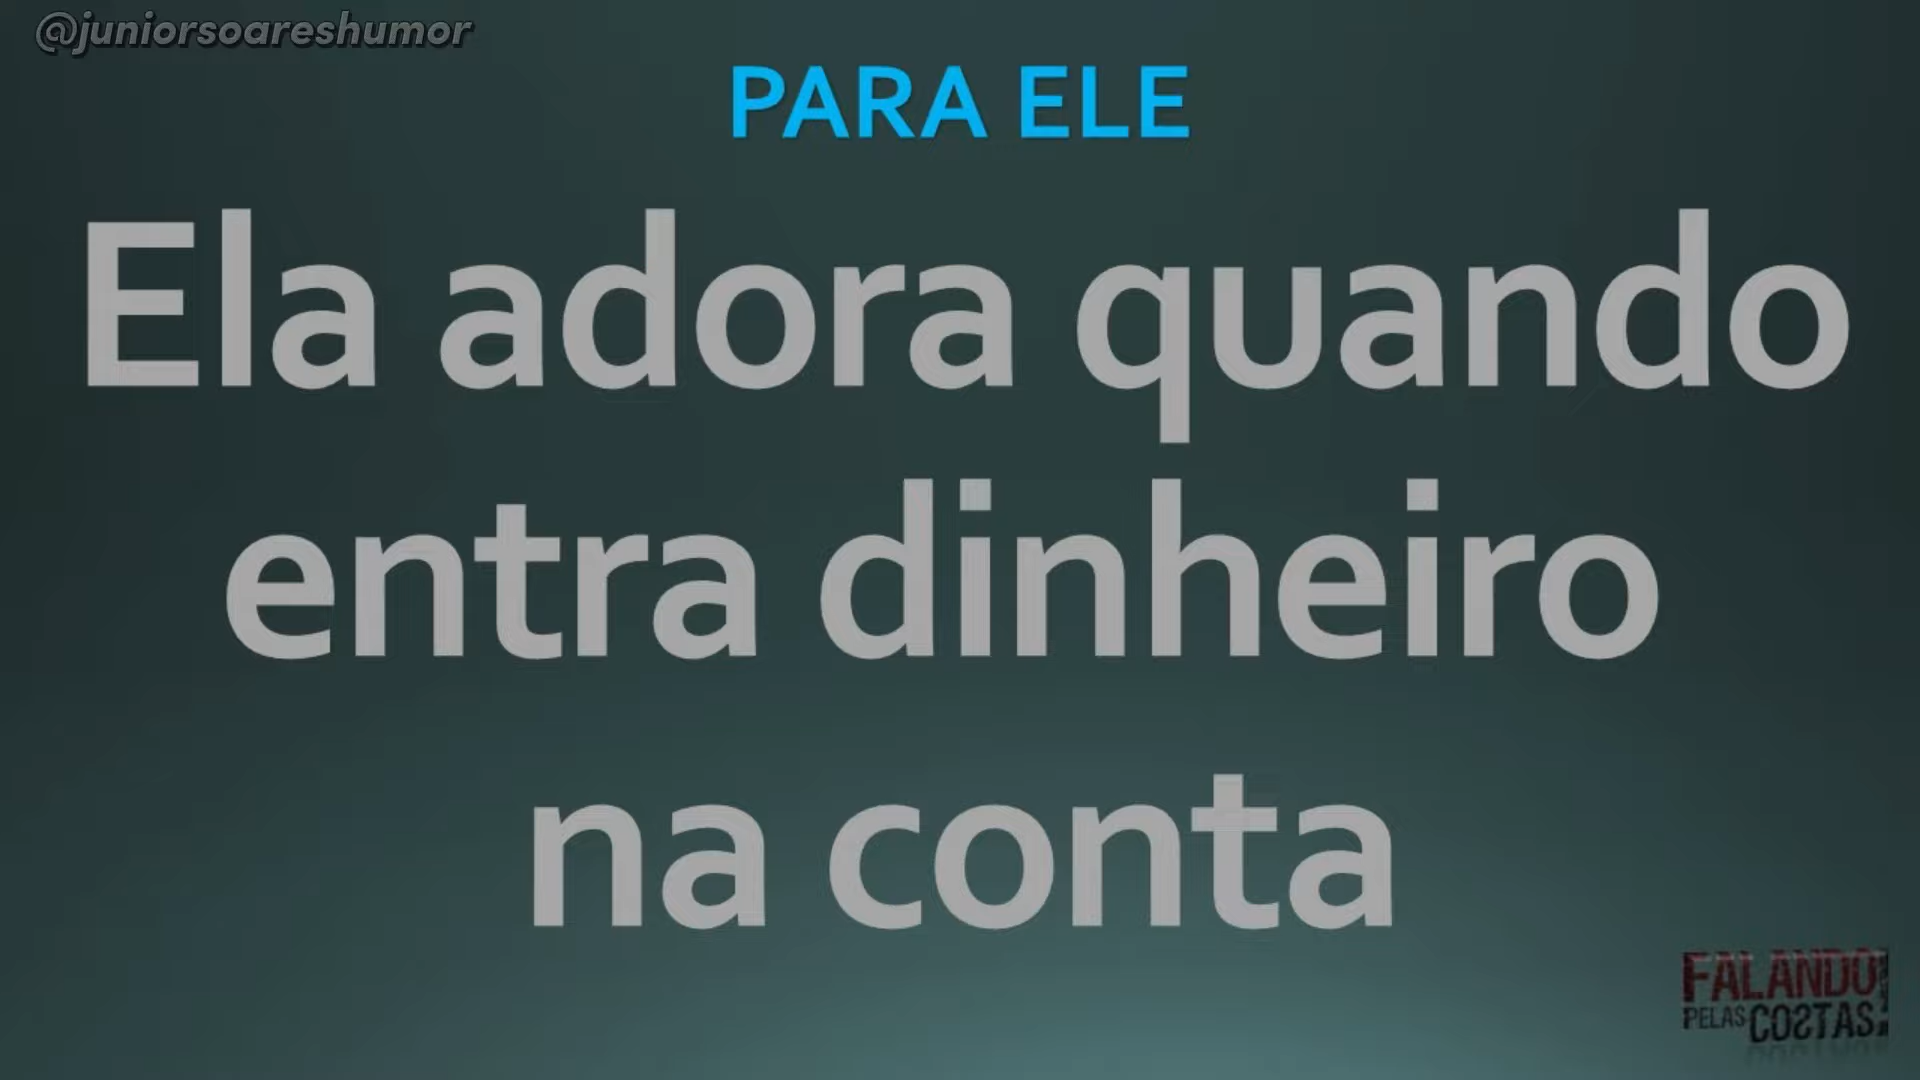 @juniorsoareshumor
PARA ELE
Ela adora quando
entra dinheiro
na conta
FALANDO
PELAS COSTAS!